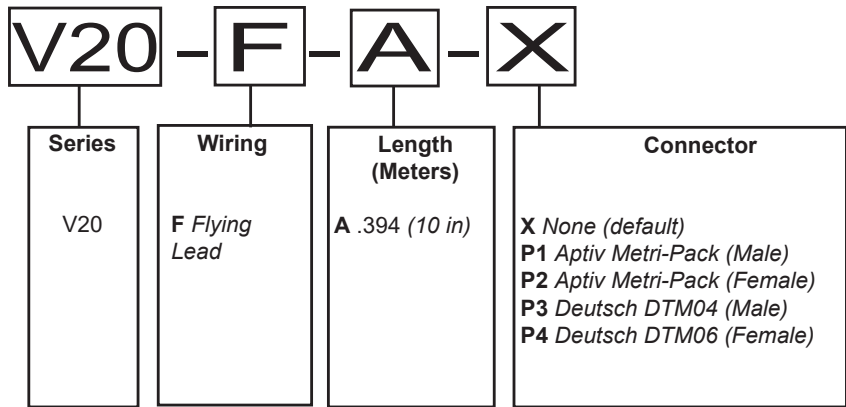 V20 - F - A - X
Series
V20
Wiring
F Flying
Lead
Length
(Meters)
A .394 (10 in)
Connector
X None (default)
P1 Aptiv Metri-Pack (Male)
P2 Aptiv Metri-Pack (Female)
P3 Deutsch DTM04 (Male)
P4 Deutsch DTM06 (Female)